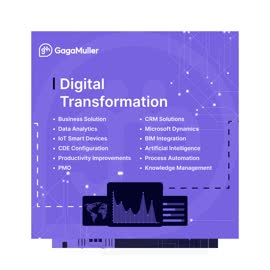 GagaMuller
Digital
Transformation
• Business Solution
• Data Analytics
• IoT Smart Devices
• CDE Configuration
• Productivity Improvements
• PMO
• CRM Solutions
• Microsoft Dynamics
• BIM Integration
• Artificial Intelligence
• Process Automation
• Knowledge Management